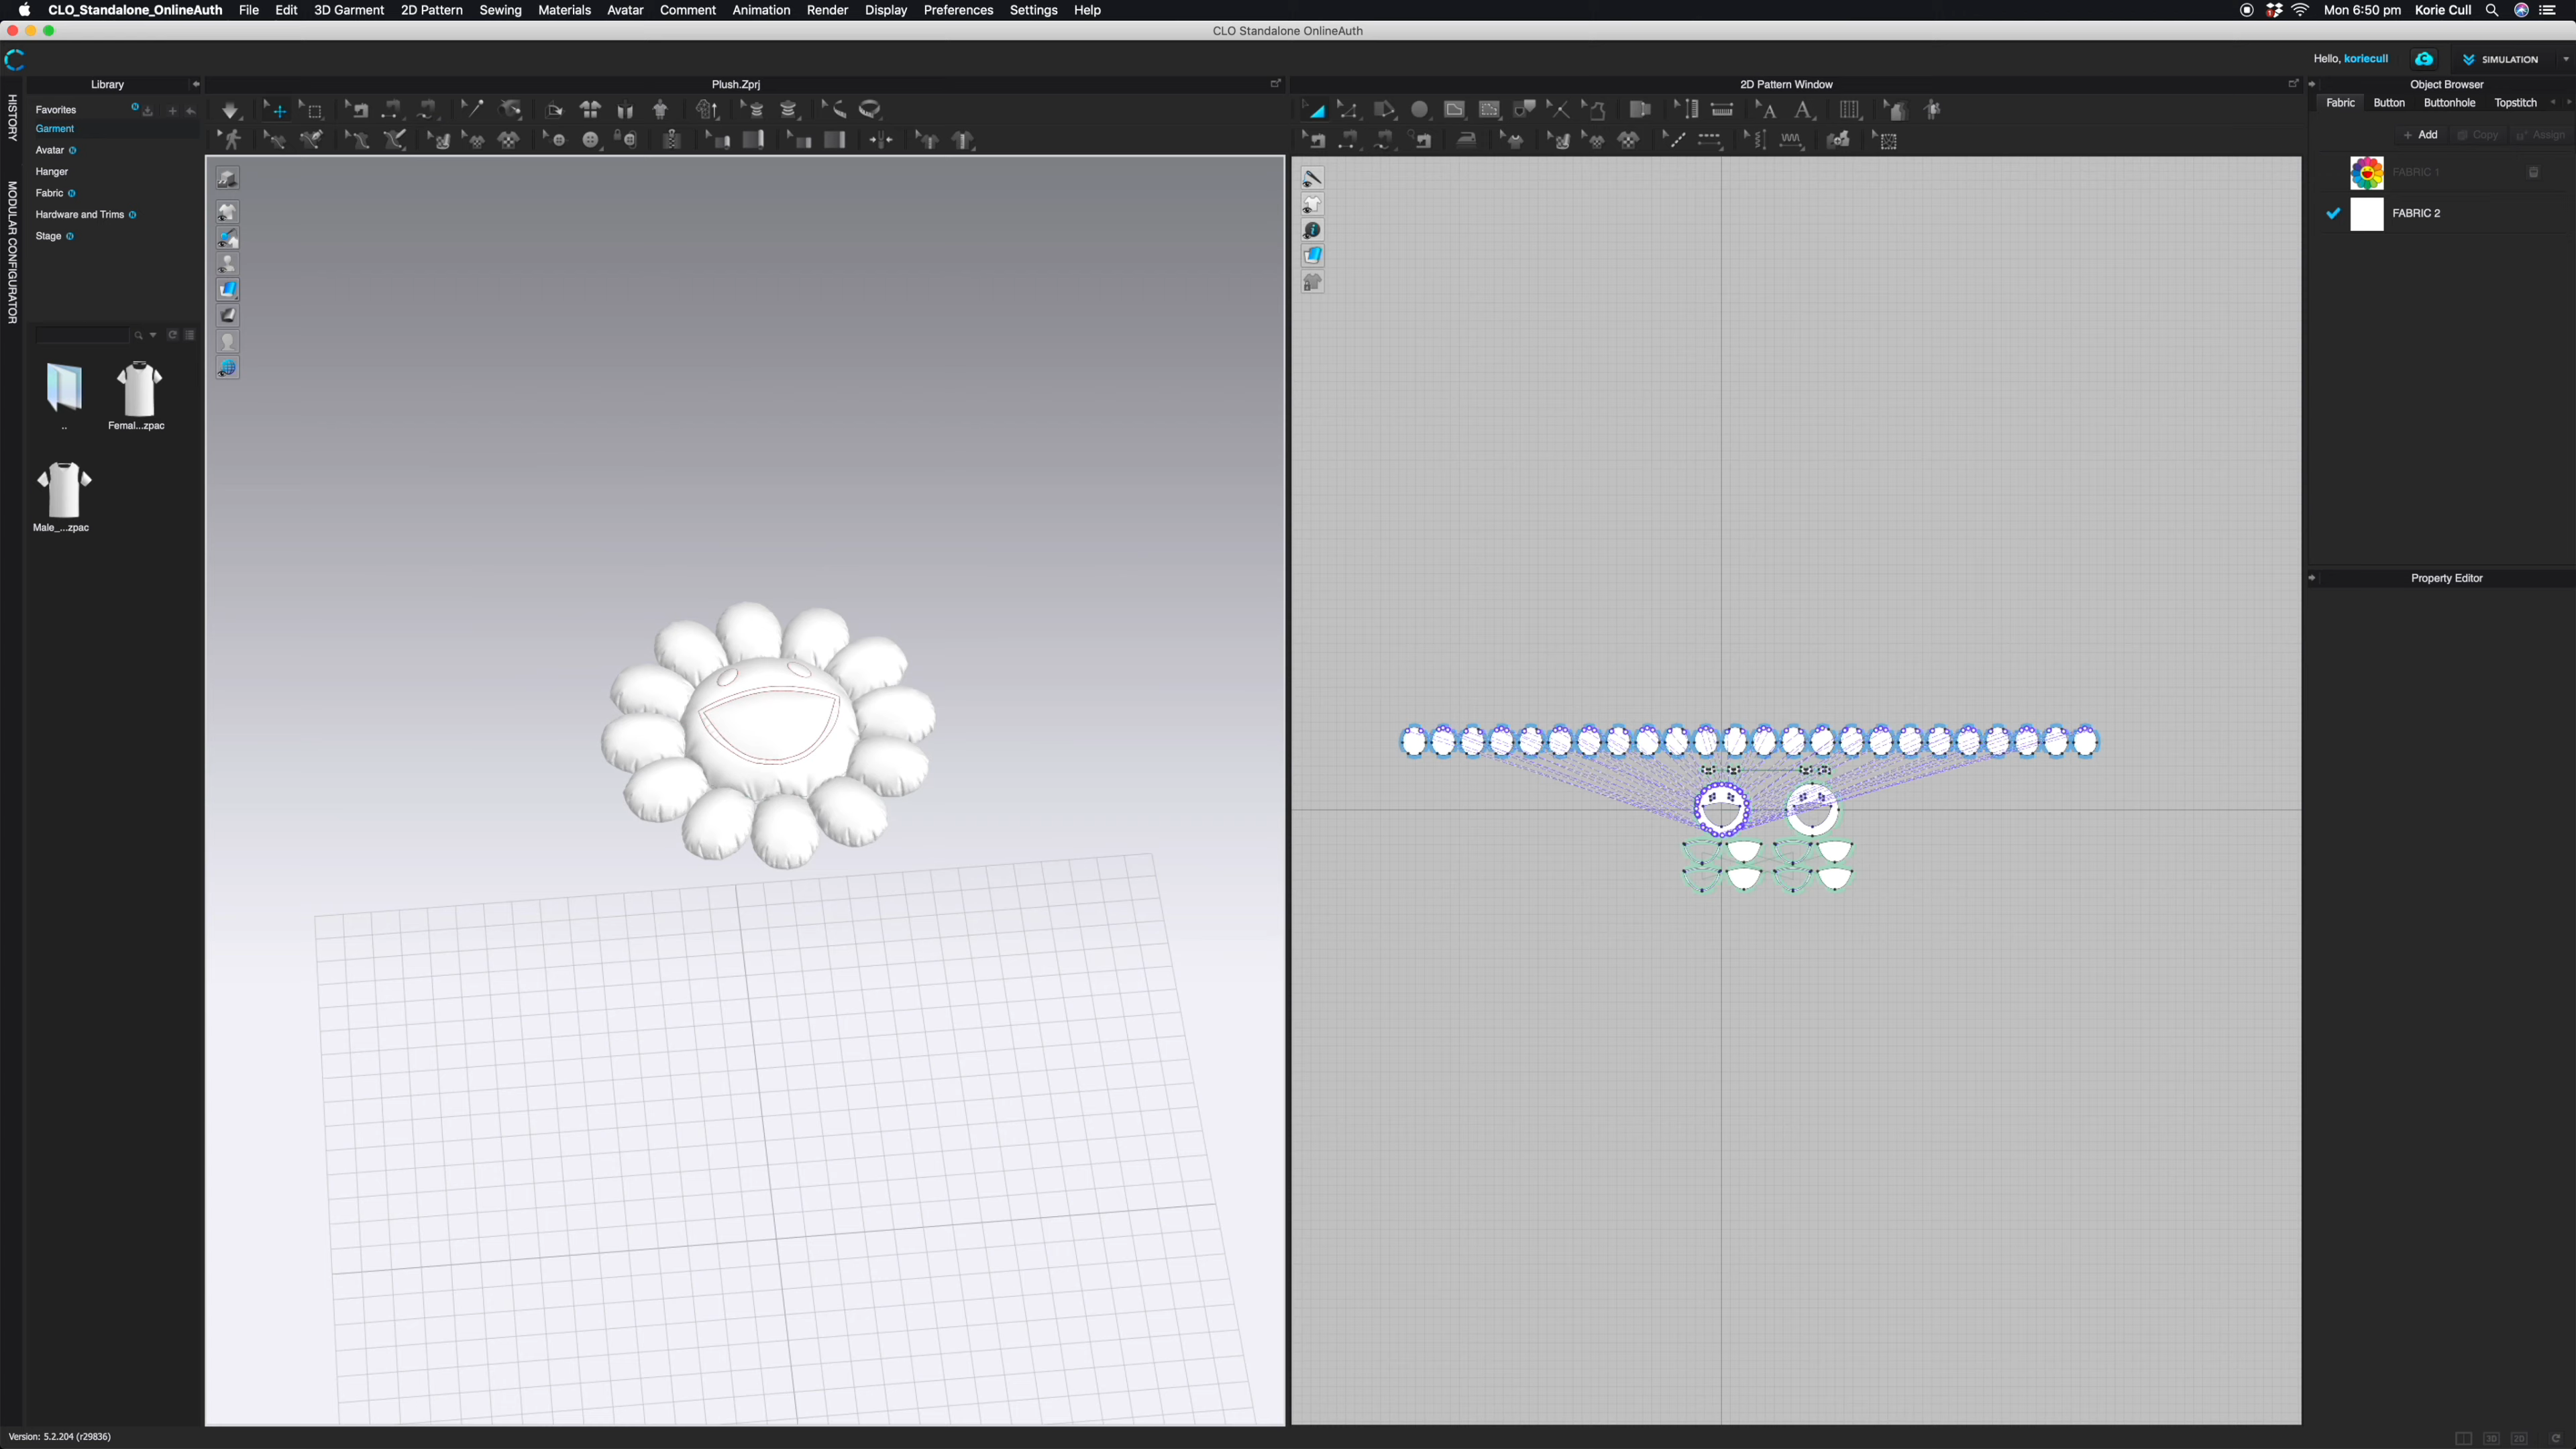 CLO_Standalone_OnlineAuth File Edit 3D Garment 2D Pattern Sewing Materials Avatar Comment Animation Render Display Preferences Settings Help Mon 6:50 pm Korie Cull
CLO Standalone OnlineAuth
Hello, koriecull SIMULATION
Library Plush.Zprj 2D Pattern Window Object Browser
HISTORY
MODULAR CONFIGURATOR
Favorites
Garment
Avatar
Hanger
Fabric
Hardware and Trims
Stage
..
Femal...zpac
Male_...zpac
Fabric Button Buttonhole Topstitch
+ Add Copy Assign
FABRIC 1
FABRIC 2
Property Editor
Version: 5.2.204 (r29836)
3D 2D